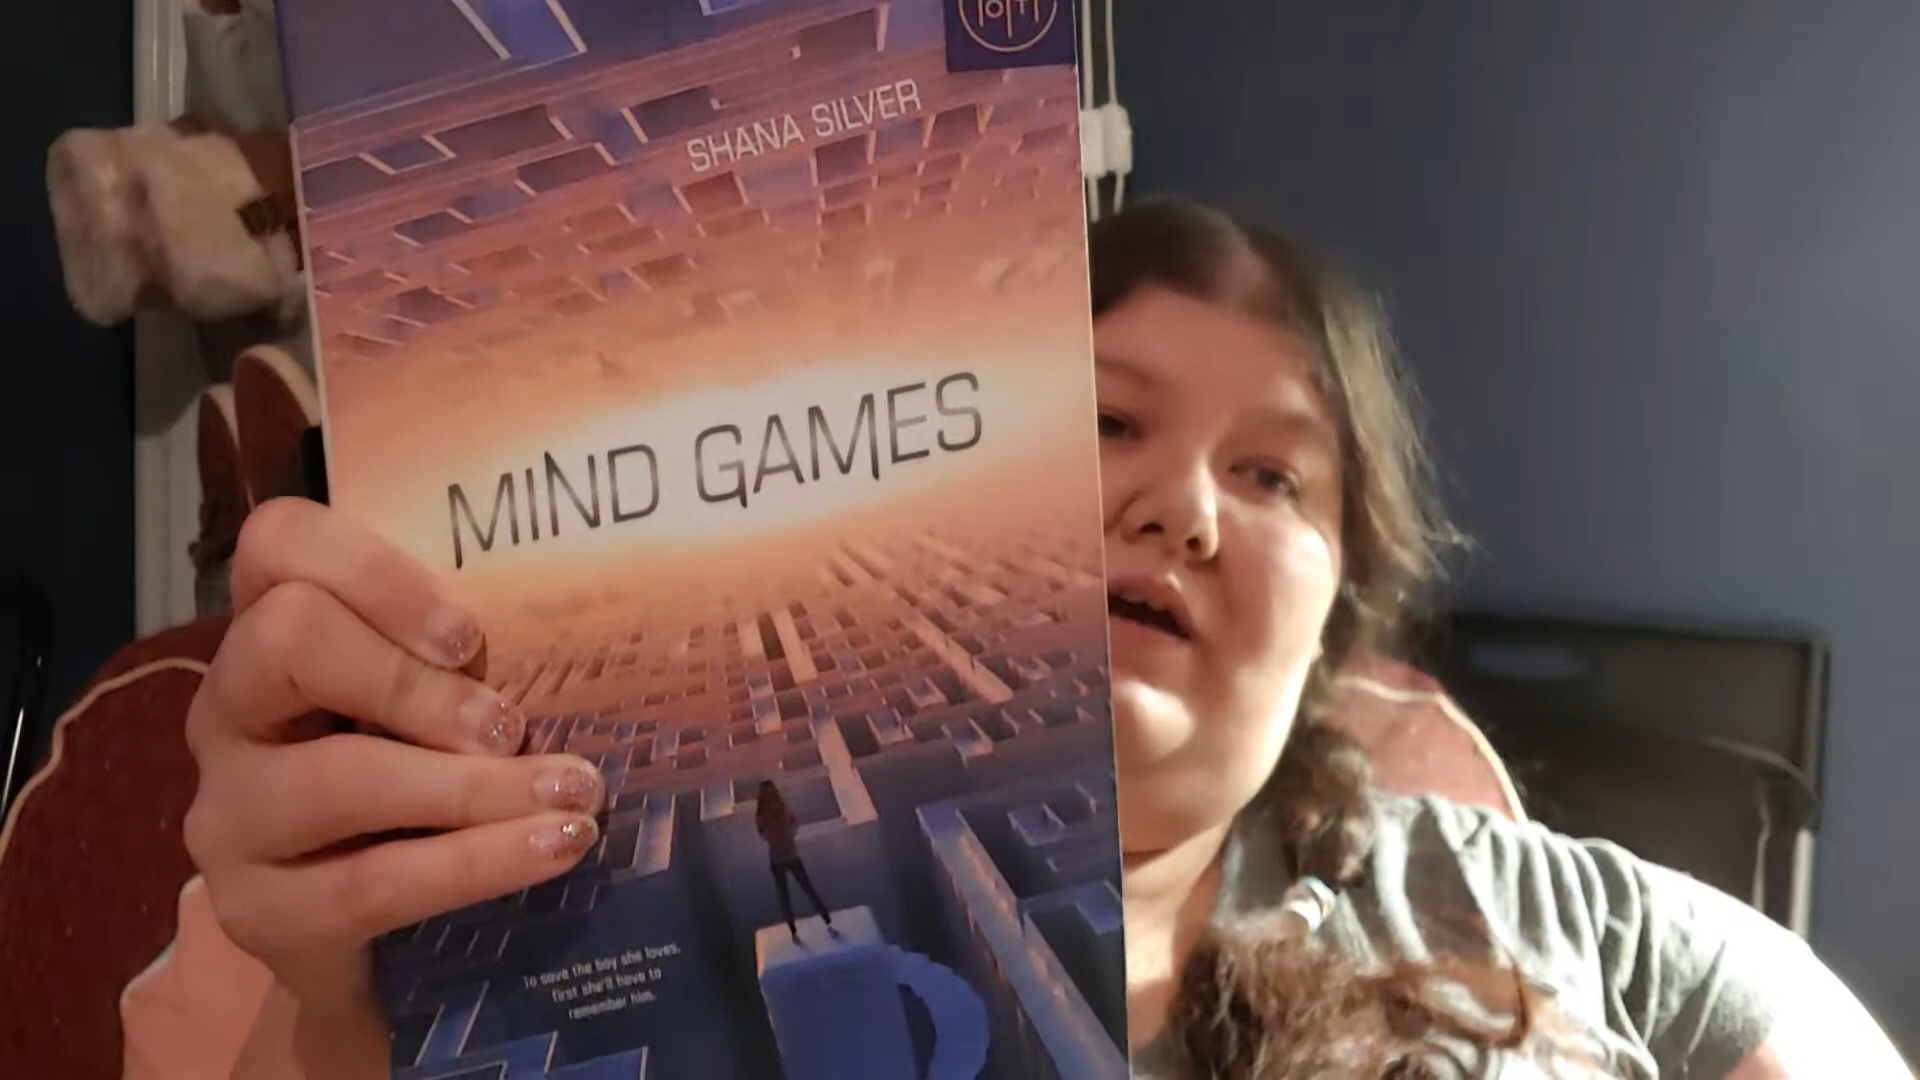 SHANA SILVER
MIND GAMES
To save the boy she loves,
first she'll have to
remember him.